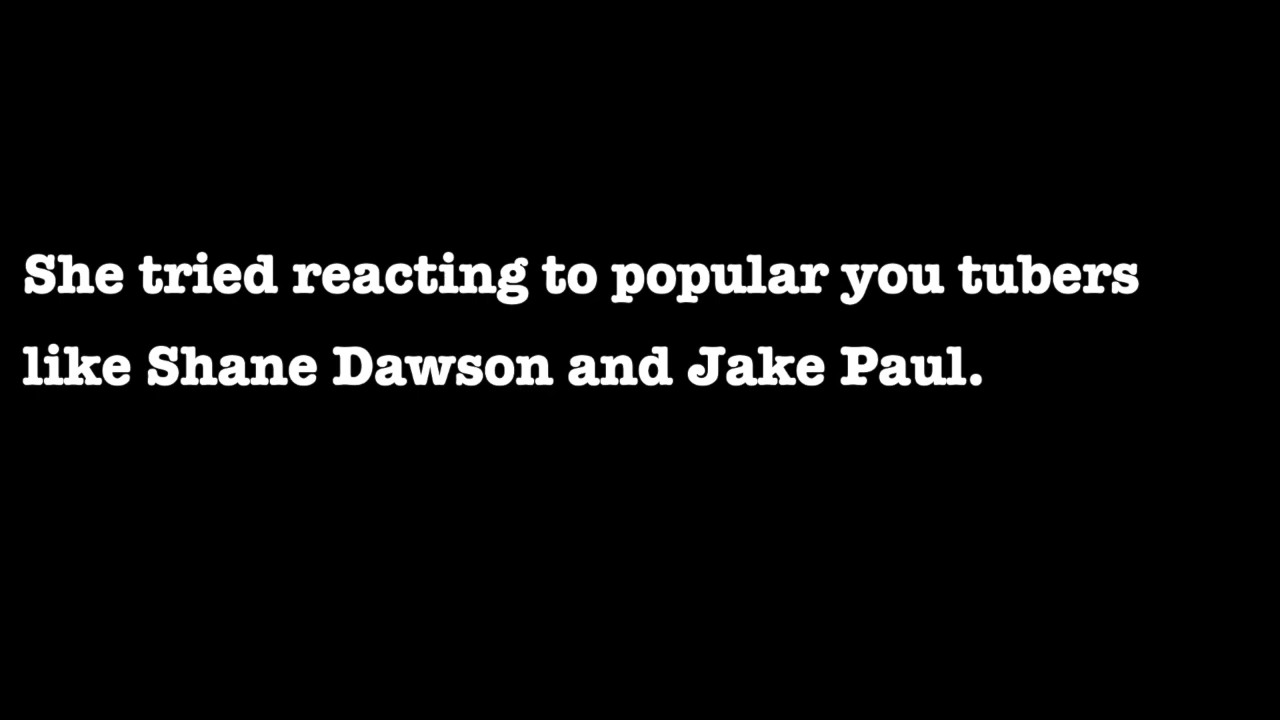 She tried reacting to popular you tubers
like Shane Dawson and Jake Paul.